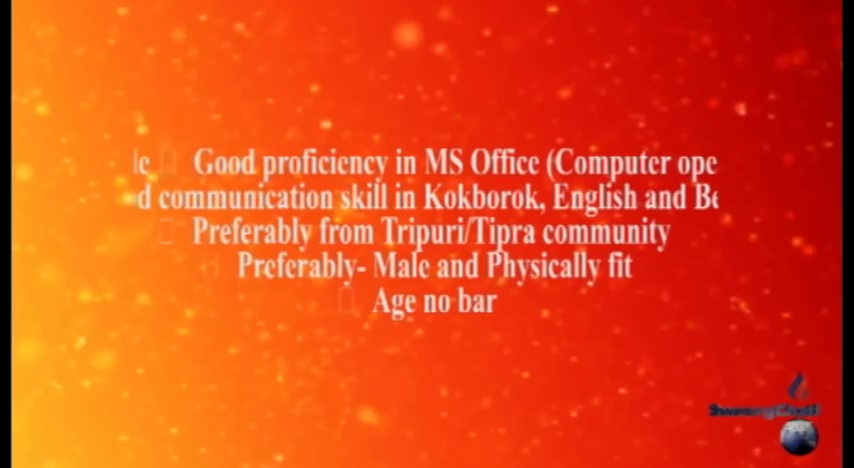 Good proficiency in MS Office (Computer ope
d communication skill in Kokborok, English and Be
Preferably from Tripuri/Tipra community
Preferably- Male and Physically fit
Age no bar